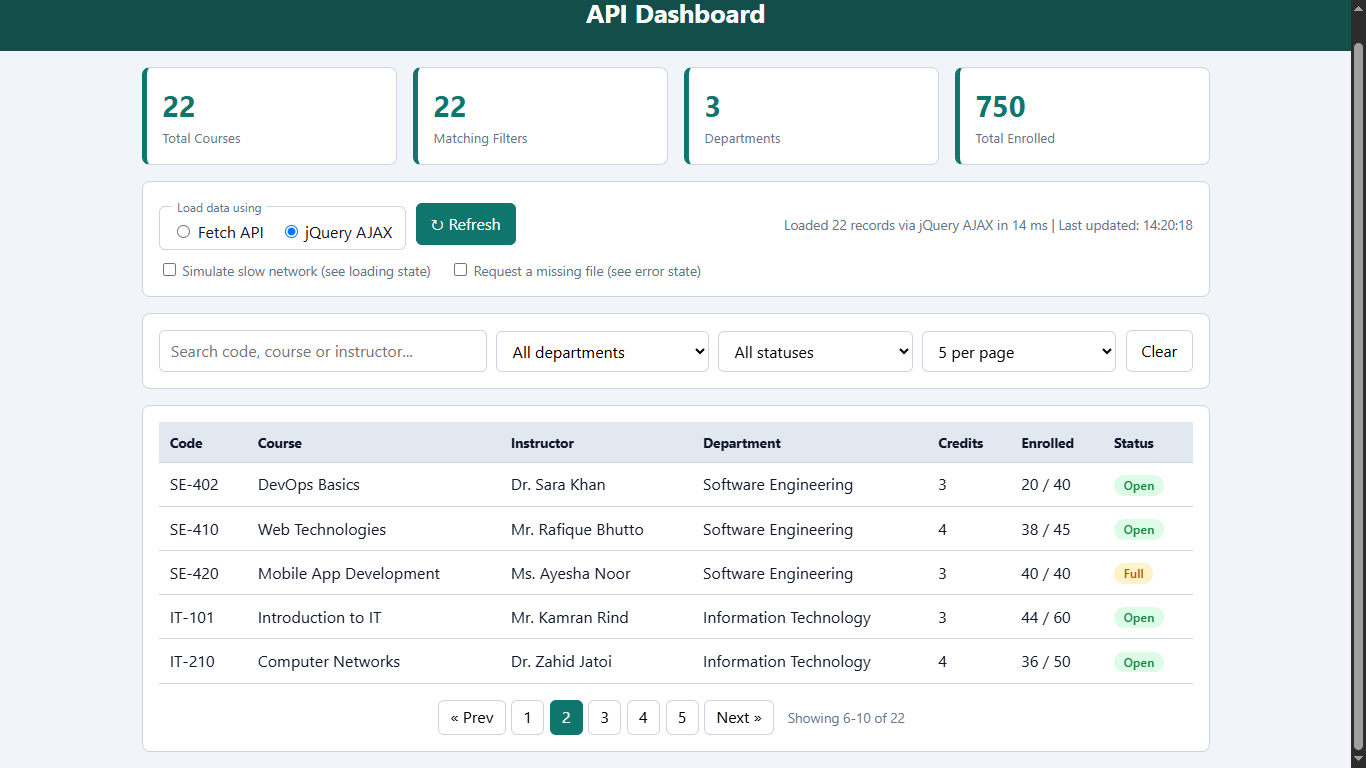 API Dashboard
22
Total Courses
22
Matching Filters
3
Departments
750
Total Enrolled
Load data using
Fetch API jQuery AJAX
↻ Refresh
Loaded 22 records via jQuery AJAX in 14 ms | Last updated: 14:20:18
Simulate slow network (see loading state) Request a missing file (see error state)
Search code, course or instructor... All departments All statuses 5 per page Clear
Code Course Instructor Department Credits Enrolled Status
SE-402 DevOps Basics Dr. Sara Khan Software Engineering 3 20 / 40 Open
SE-410 Web Technologies Mr. Rafique Bhutto Software Engineering 4 38 / 45 Open
SE-420 Mobile App Development Ms. Ayesha Noor Software Engineering 3 40 / 40 Full
IT-101 Introduction to IT Mr. Kamran Rind Information Technology 3 44 / 60 Open
IT-210 Computer Networks Dr. Zahid Jatoi Information Technology 4 36 / 50 Open
« Prev 1 2 3 4 5 Next » Showing 6-10 of 22